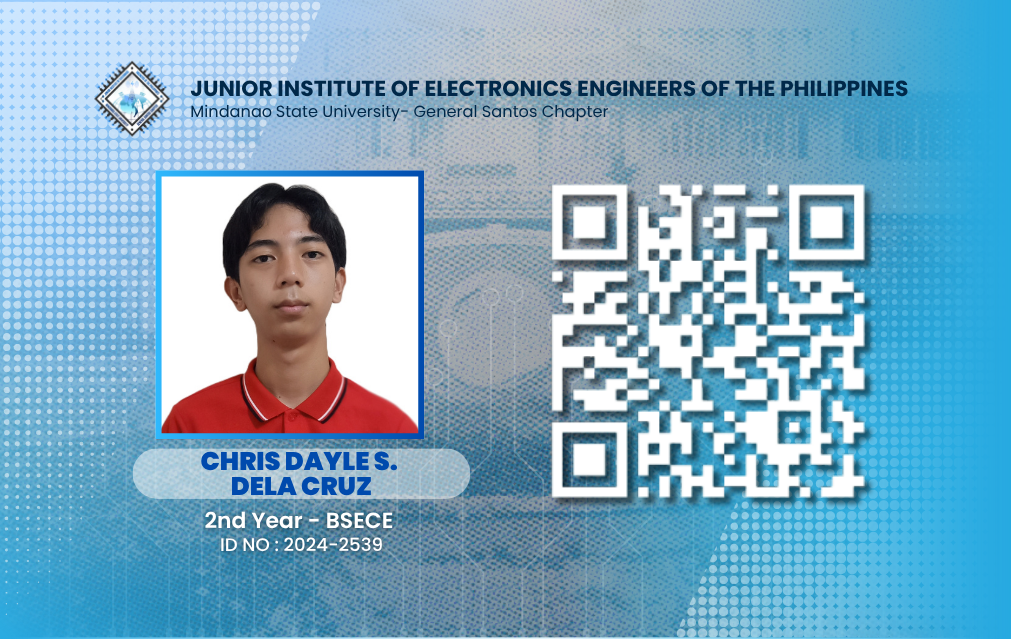 JUNIOR INSTITUTE OF ELECTRONICS ENGINEERS OF THE PHILIPPINES
Mindanao State University- General Santos Chapter
CHRIS DAYLE S.
DELA CRUZ
2nd Year - BSECE
ID NO : 2024-2539